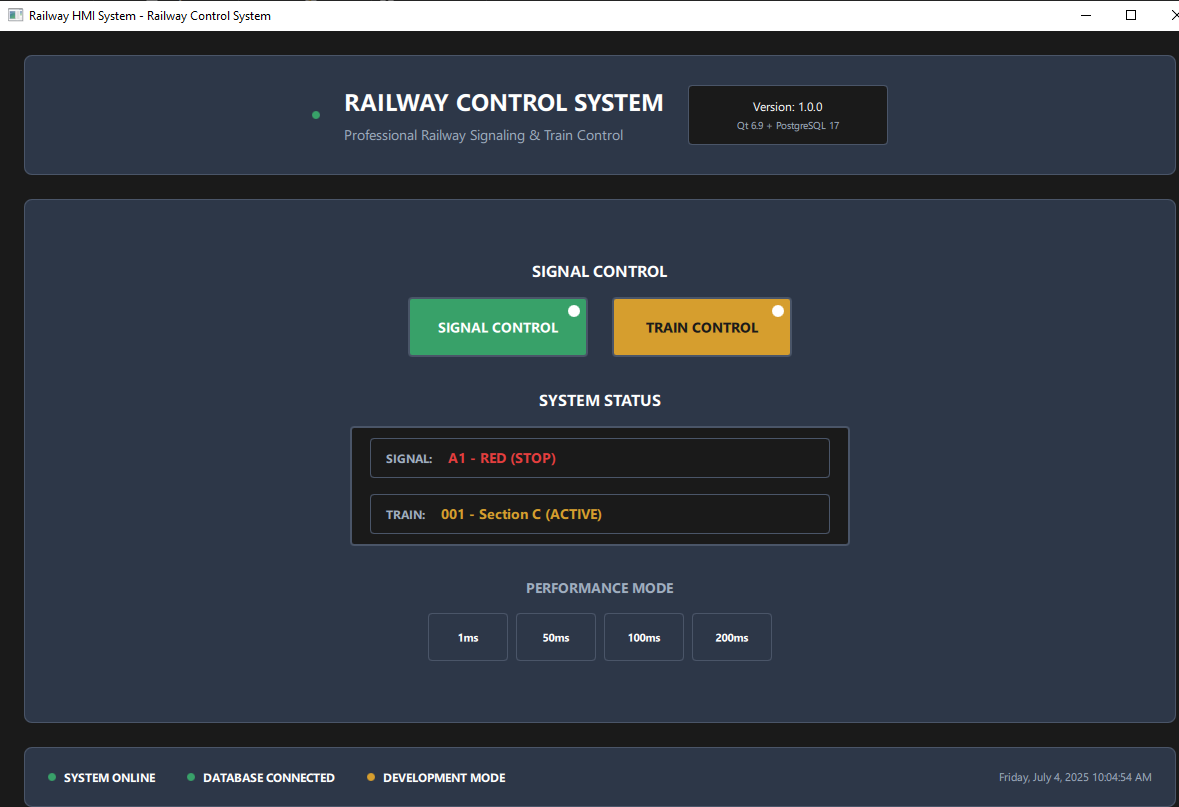 Railway HMI System - Railway Control System
RAILWAY CONTROL SYSTEM
Professional Railway Signaling & Train Control
Version: 1.0.0
Qt 6.9 + PostgreSQL 17
SIGNAL CONTROL
SIGNAL CONTROL
TRAIN CONTROL
SYSTEM STATUS
SIGNAL: A1 - RED (STOP)
TRAIN: 001 - Section C (ACTIVE)
PERFORMANCE MODE
1ms
50ms
100ms
200ms
SYSTEM ONLINE
DATABASE CONNECTED
DEVELOPMENT MODE
Friday, July 4, 2025 10:04:54 AM